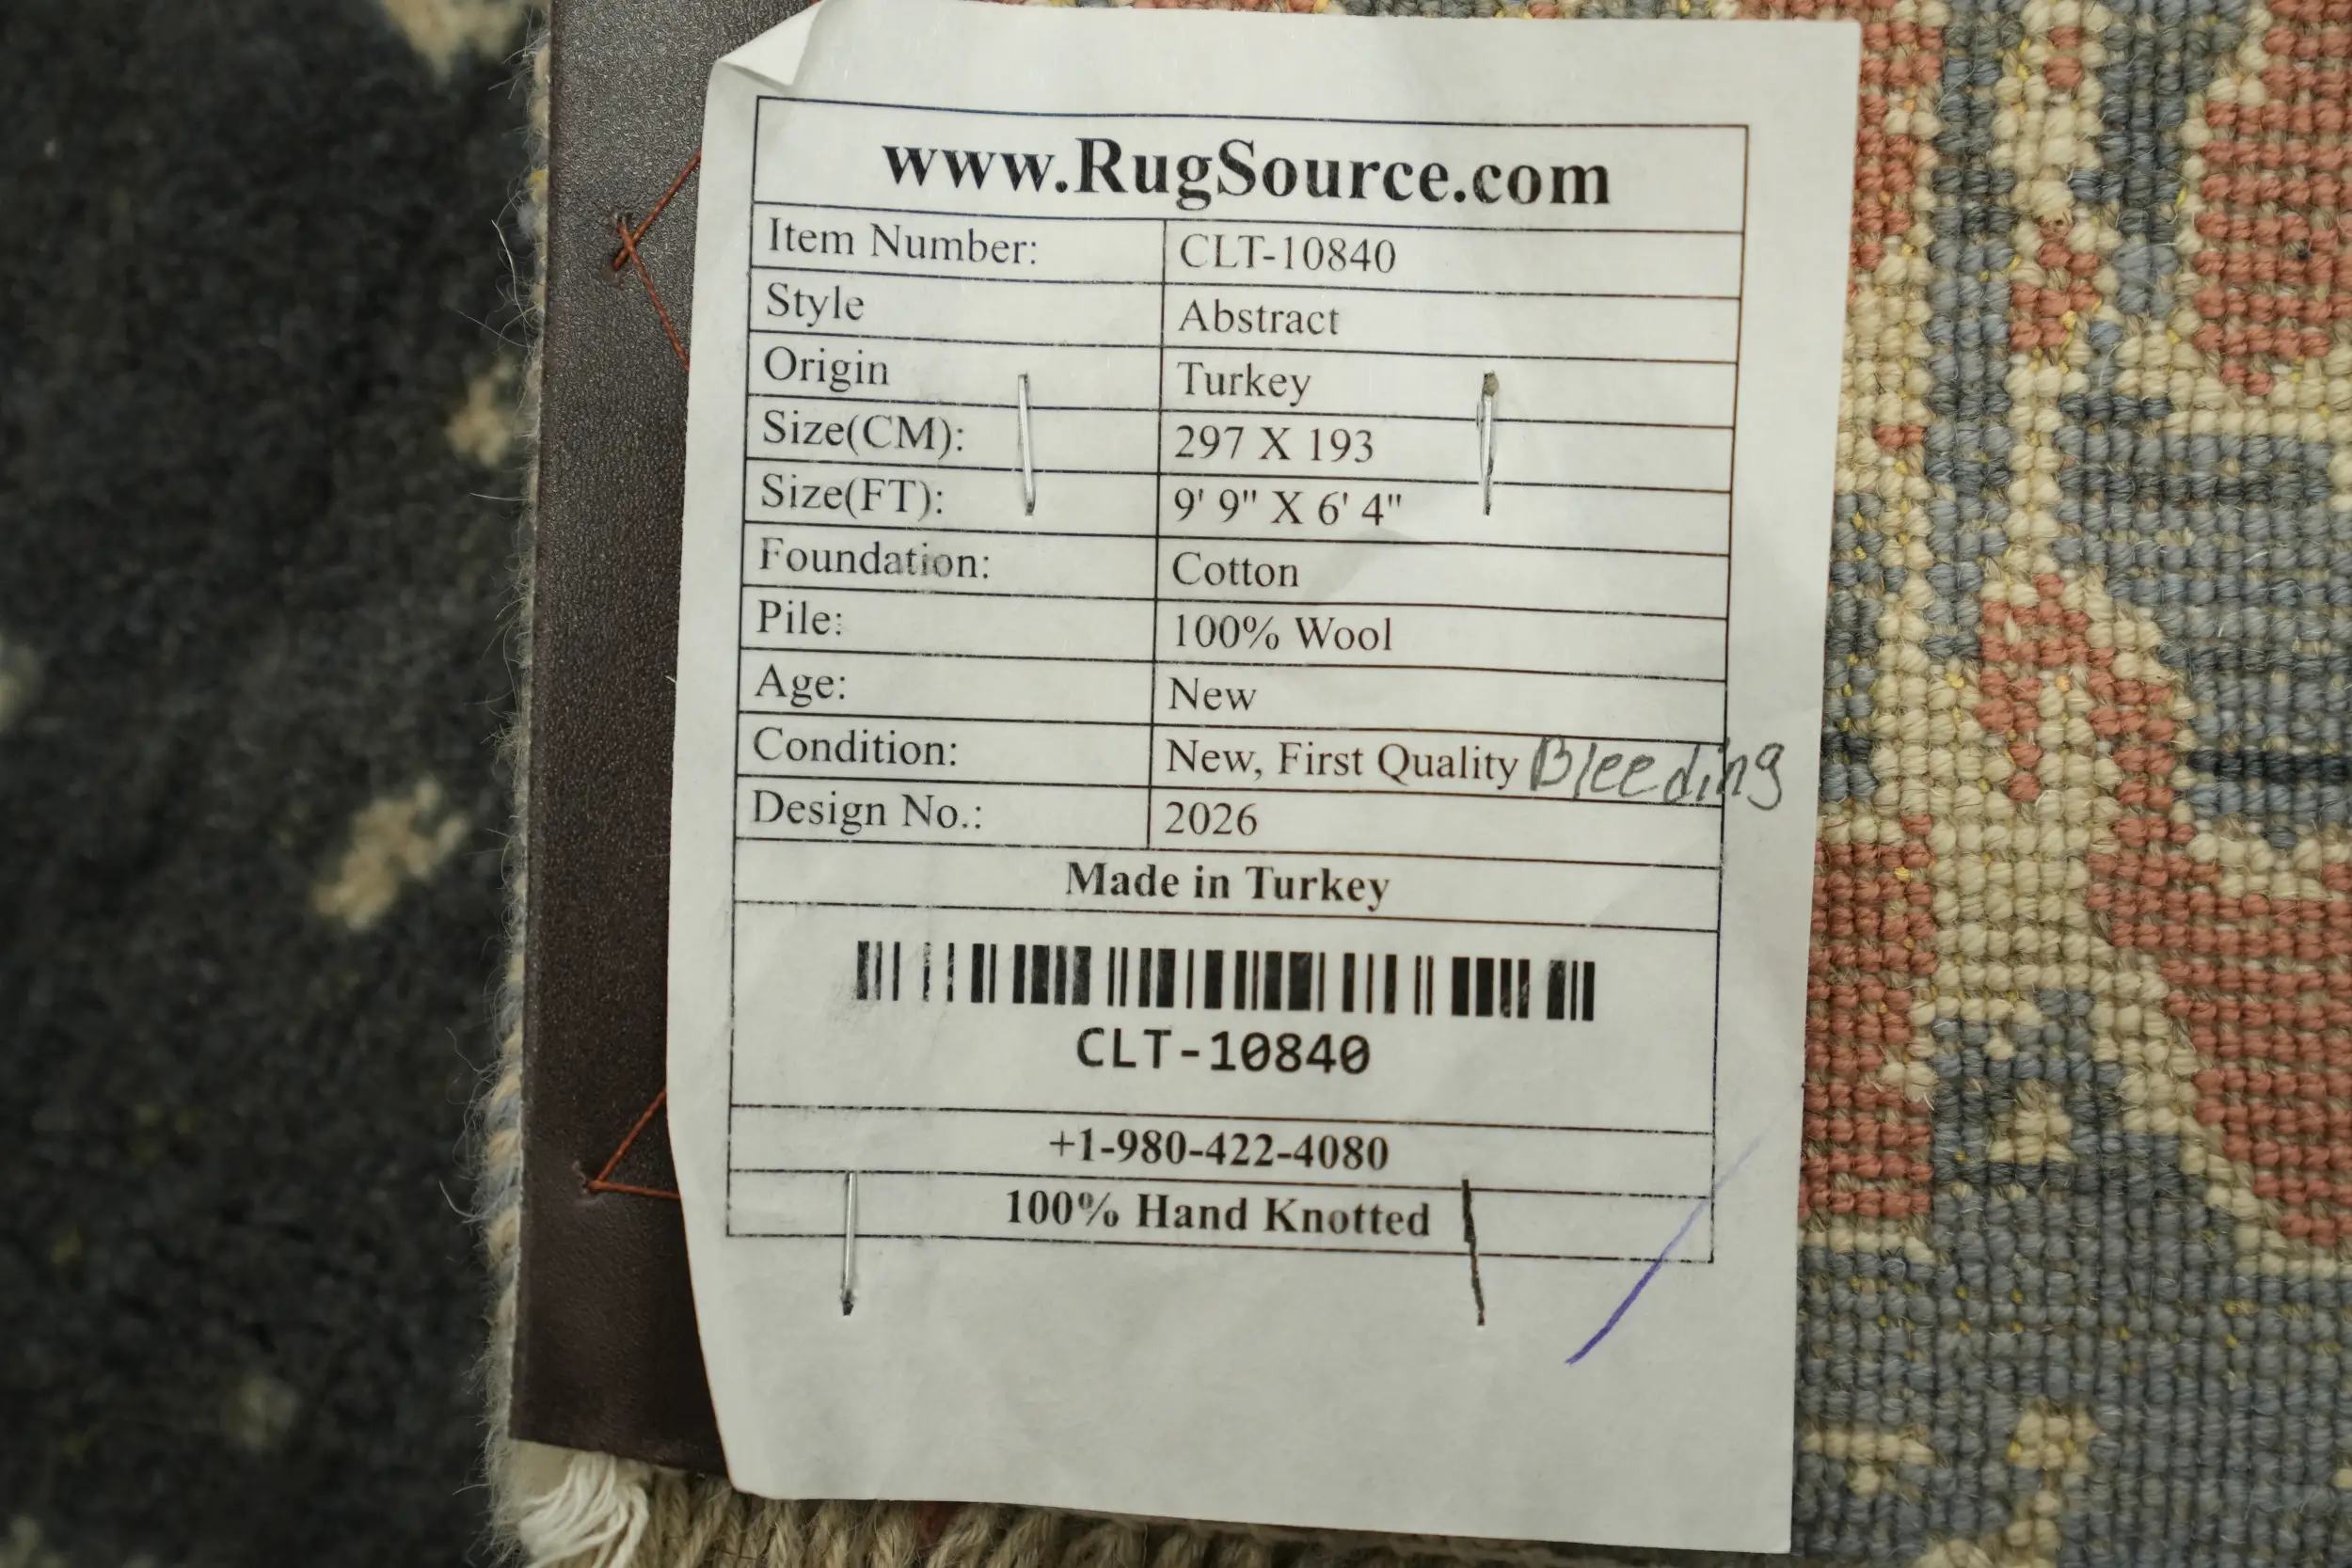 www.RugSource.com
Item Number: CLT-10840
Style Abstract
Origin Turkey
Size(CM): 297 X 193
Size(FT): 9' 9" X 6' 4"
Foundation: Cotton
Pile: 100% Wool
Age: New
Condition: New, First Quality Bleeding
Design No.: 2026
Made in Turkey
CLT-10840
+1-980-422-4080
100% Hand Knotted